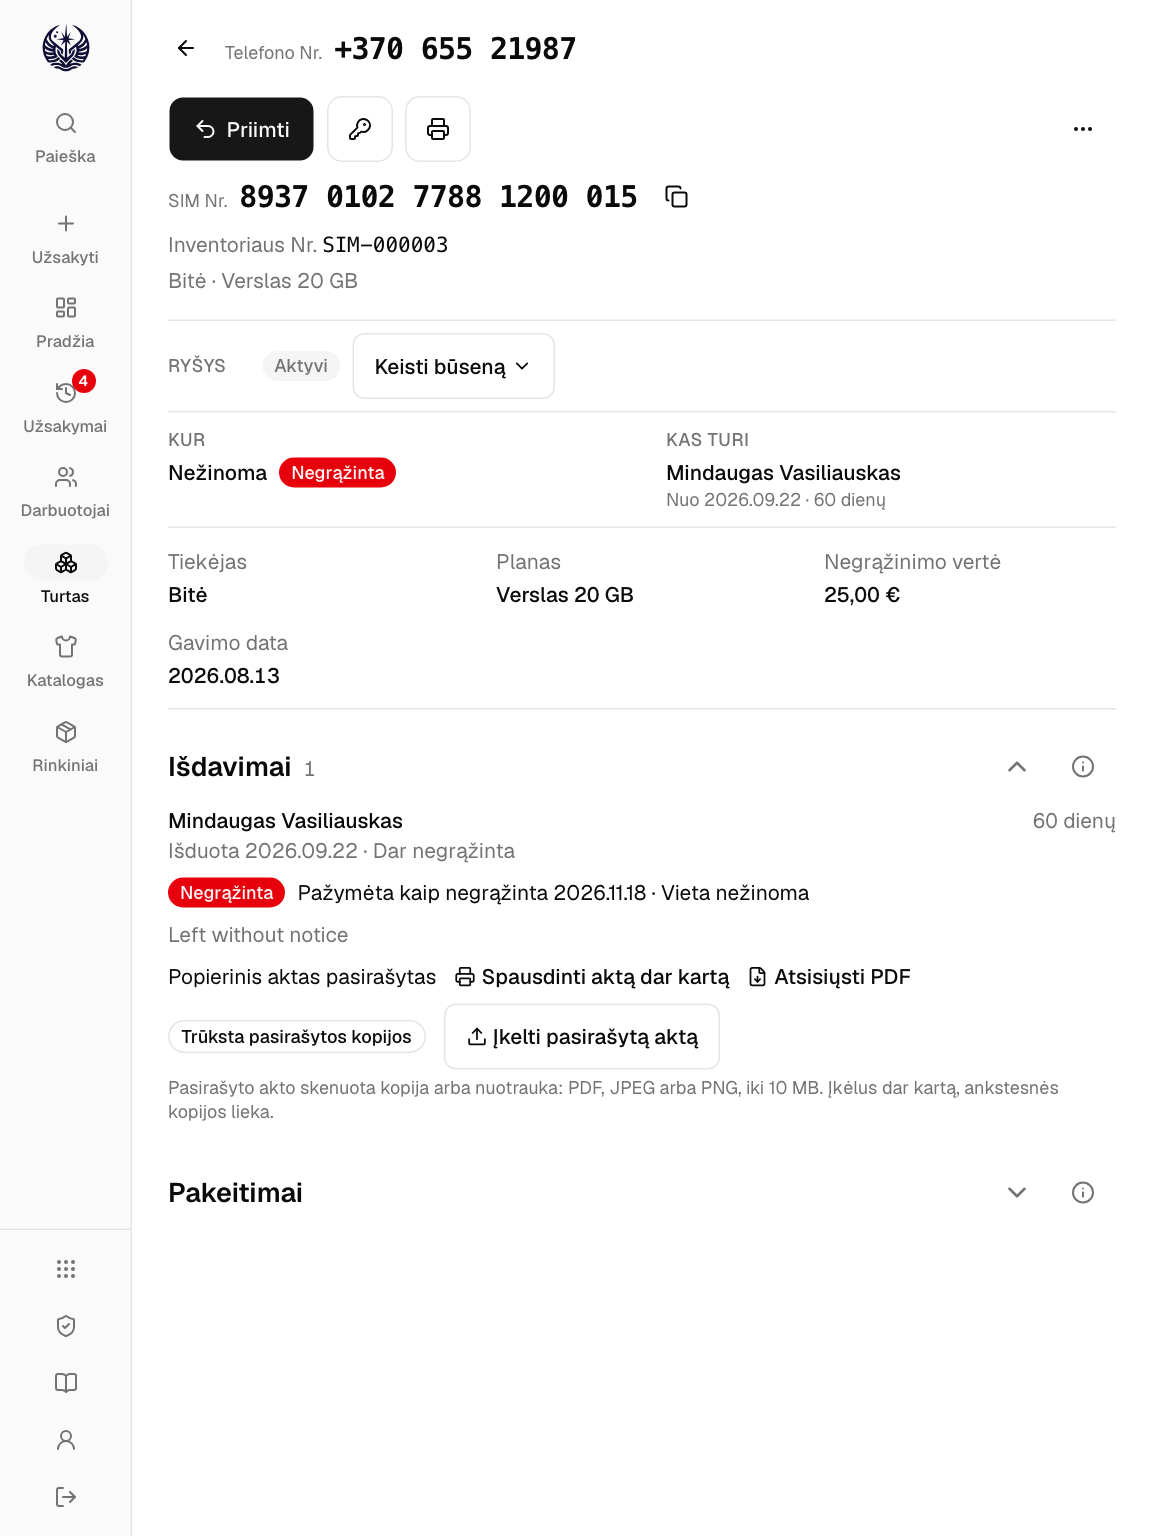 Telefono Nr. +370 655 21987
Paieška
Užsakyti
Pradžia
4
Užsakymai
Darbuotojai
Turtas
Katalogas
Rinkiniai
Priimti
SIM Nr. 8937 0102 7788 1200 015
Inventoriaus Nr. SIM-000003
Bitė · Verslas 20 GB
RYŠYS Aktyvi Keisti būseną
KUR
Nežinoma Negrąžinta
KAS TURI
Mindaugas Vasiliauskas
Nuo 2026.09.22 · 60 dienų
Tiekėjas
Bitė
Planas
Verslas 20 GB
Negrąžinimo vertė
25,00 €
Gavimo data
2026.08.13
Išdavimai 1
Mindaugas Vasiliauskas 60 dienų
Išduota 2026.09.22 · Dar negrąžinta
Negrąžinta Pažymėta kaip negrąžinta 2026.11.18 · Vieta nežinoma
Left without notice
Popierinis aktas pasirašytas Spausdinti aktą dar kartą Atsisiųsti PDF
Trūksta pasirašytos kopijos Įkelti pasirašytą aktą
Pasirašyto akto skenuota kopija arba nuotrauka: PDF, JPEG arba PNG, iki 10 MB. Įkėlus dar kartą, ankstesnės
kopijos lieka.
Pakeitimai